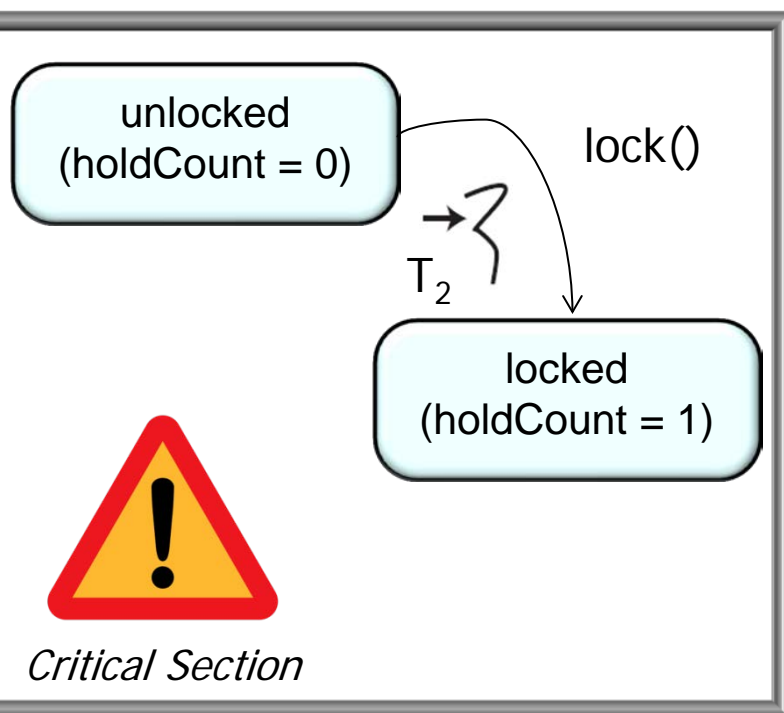 unlocked
(holdCount = 0)
lock()
T₂
locked
(holdCount = 1)
Critical Section